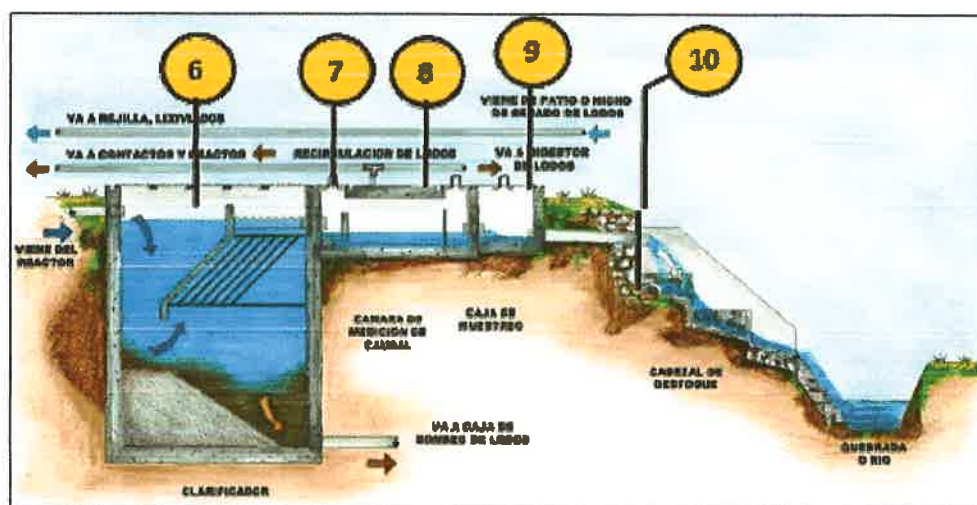 6
7
8
9
10
VIENE DE PATIO O NICHO
DE SECADO DE LODOS
VA A REJILLA, LIXIVIADOS
VA A CONTACTOR Y REACTOR
RECIRCULACION DE LODOS
VA A DIGESTOR
DE LODOS
VIENE DEL
REACTOR
CAMARA DE
MEDICION DE
CAUDAL
CAJA DE
MUESTREO
CABEZAL DE
DESFOGUE
VA A CAJA DE
BOMBEO DE LODOS
QUEBRADA
O RIO
CLARIFICADOR